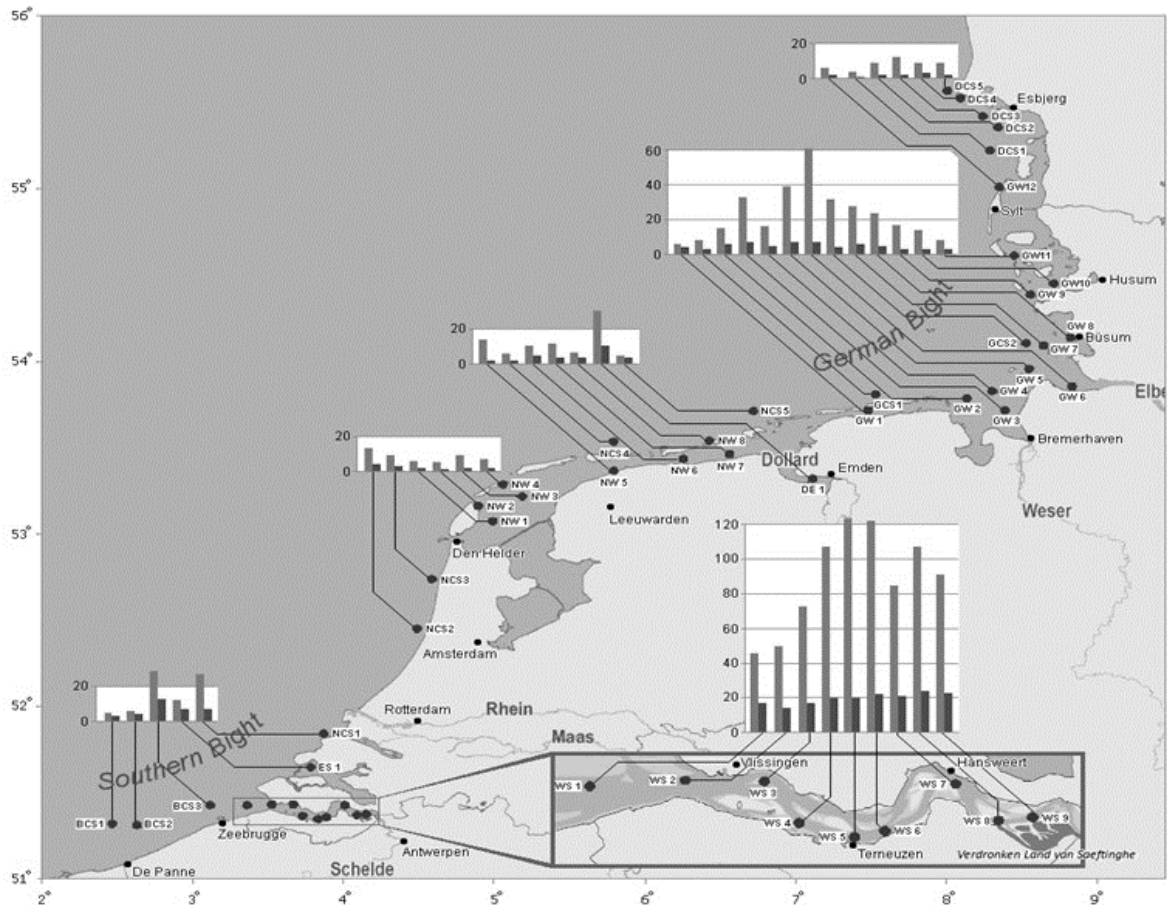 56°
20
0
DCS5
DCS4
Esbjerg
DCS3
DCS2
DCS1
60
40
20
0
55°
GW12
Sylt
GW11
GW10
Husum
GW 9
German Bight
GW 8
Büsum
GCS2
GW 7
20
0
54°
GW 5
GW 6
GW 4
Elbe
GCS1
GW 2
NCS5
GW 1
GW 3
20
0
NW 8
Bremerhaven
NCS4
NW 7
Dollard
NW 6
Emden
NW 5
DE 1
NW 4
NW 3
NW 2
Leeuwarden
Weser
NW 1
53°
Den Helder
120
100
80
60
40
20
0
NCS3
NCS2
Amsterdam
52°
20
0
Rotterdam
Rhein
NCS1
Maas
Southern Bight
ES 1
Vlissingen
Hansweert
WS 1
WS 2
WS 3
WS 7
BCS3
WS 4
WS 8
WS 9
BCS1
BCS2
Zeebrugge
WS 5
WS 6
Antwerpen
Terneuzen
Verdronken Land van Saeftinghe
De Panne
Schelde
51°
2°
3°
4°
5°
6°
7°
8°
9°